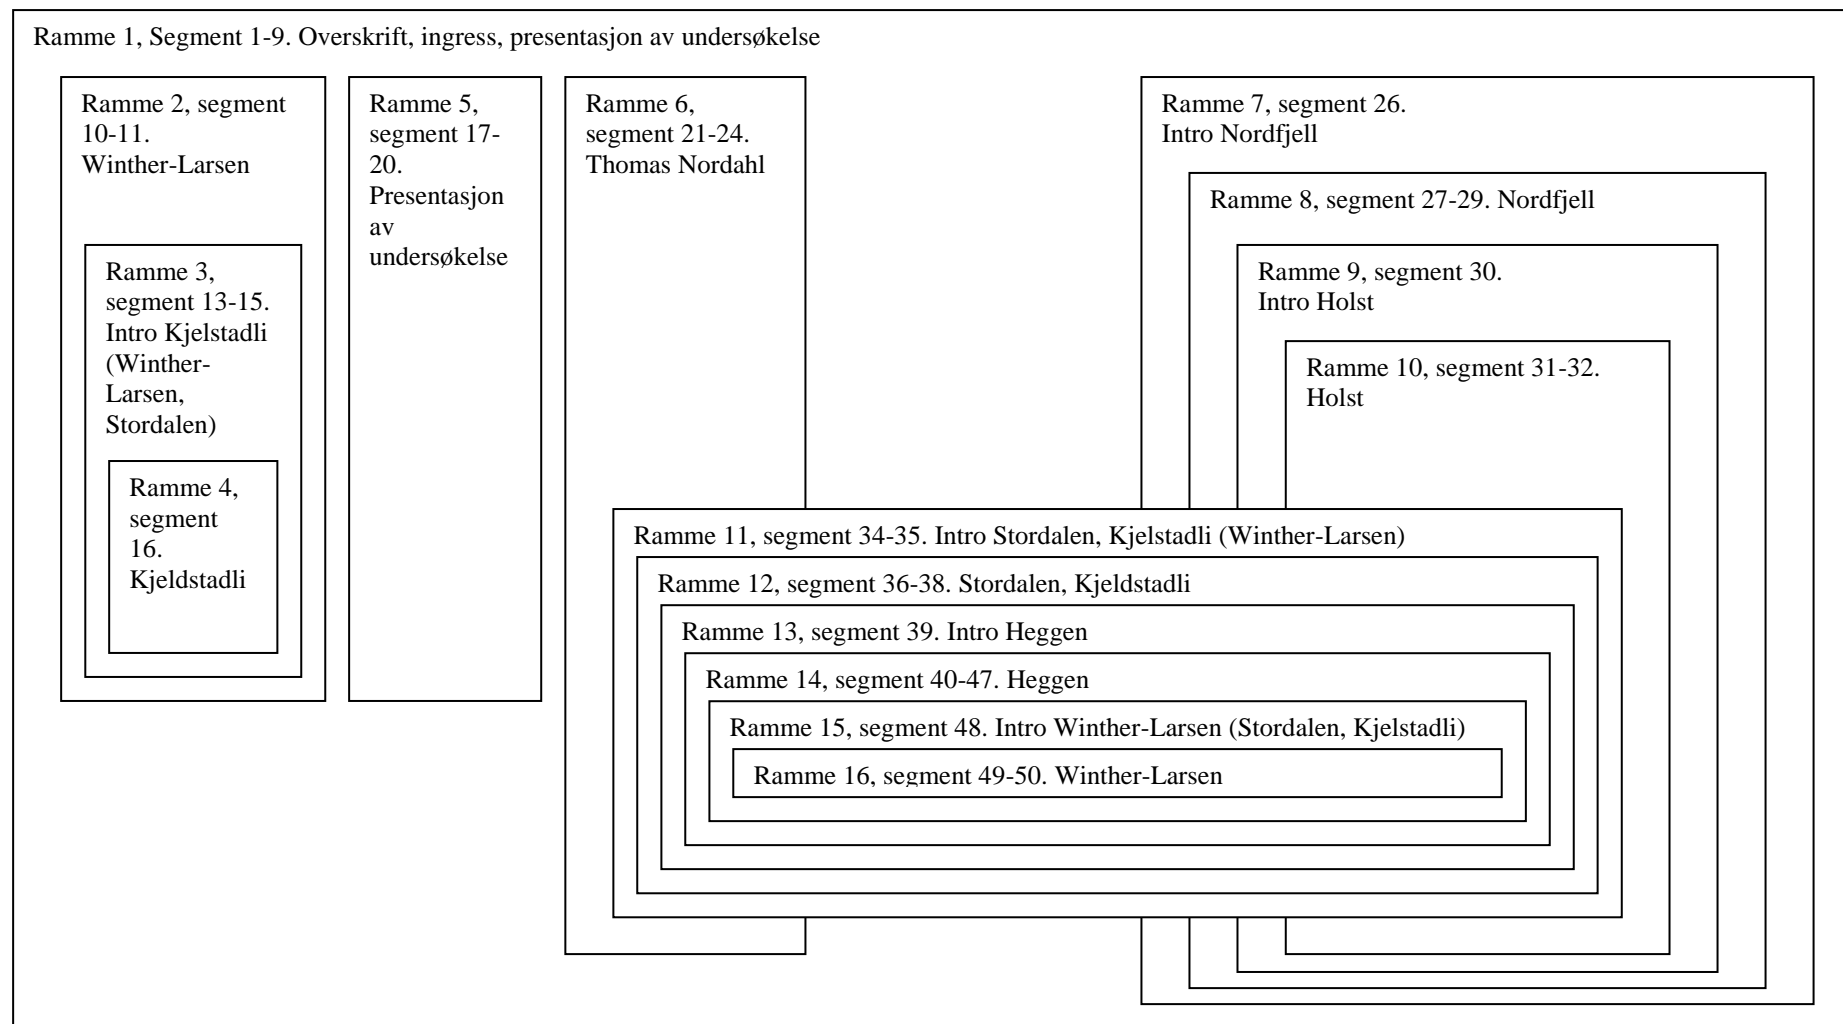 Ramme 1, Segment 1-9. Overskrift, ingress, presentasjon av undersøkelse
Ramme 2, segment
10-11.
Winther-Larsen
Ramme 3,
segment 13-15.
Intro Kjelstadli
(Winther-
Larsen,
Stordalen)
Ramme 4,
segment
16.
Kjeldstadli
Ramme 5,
segment 17-
20.
Presentasjon
av
undersøkelse
Ramme 6,
segment 21-24.
Thomas Nordahl
Ramme 7, segment 26.
Intro Nordfjell
Ramme 8, segment 27-29. Nordfjell
Ramme 9, segment 30.
Intro Holst
Ramme 10, segment 31-32.
Holst
Ramme 11, segment 34-35. Intro Stordalen, Kjelstadli (Winther-Larsen)
Ramme 12, segment 36-38. Stordalen, Kjeldstadli
Ramme 13, segment 39. Intro Heggen
Ramme 14, segment 40-47. Heggen
Ramme 15, segment 48. Intro Winther-Larsen (Stordalen, Kjelstadli)
Ramme 16, segment 49-50. Winther-Larsen